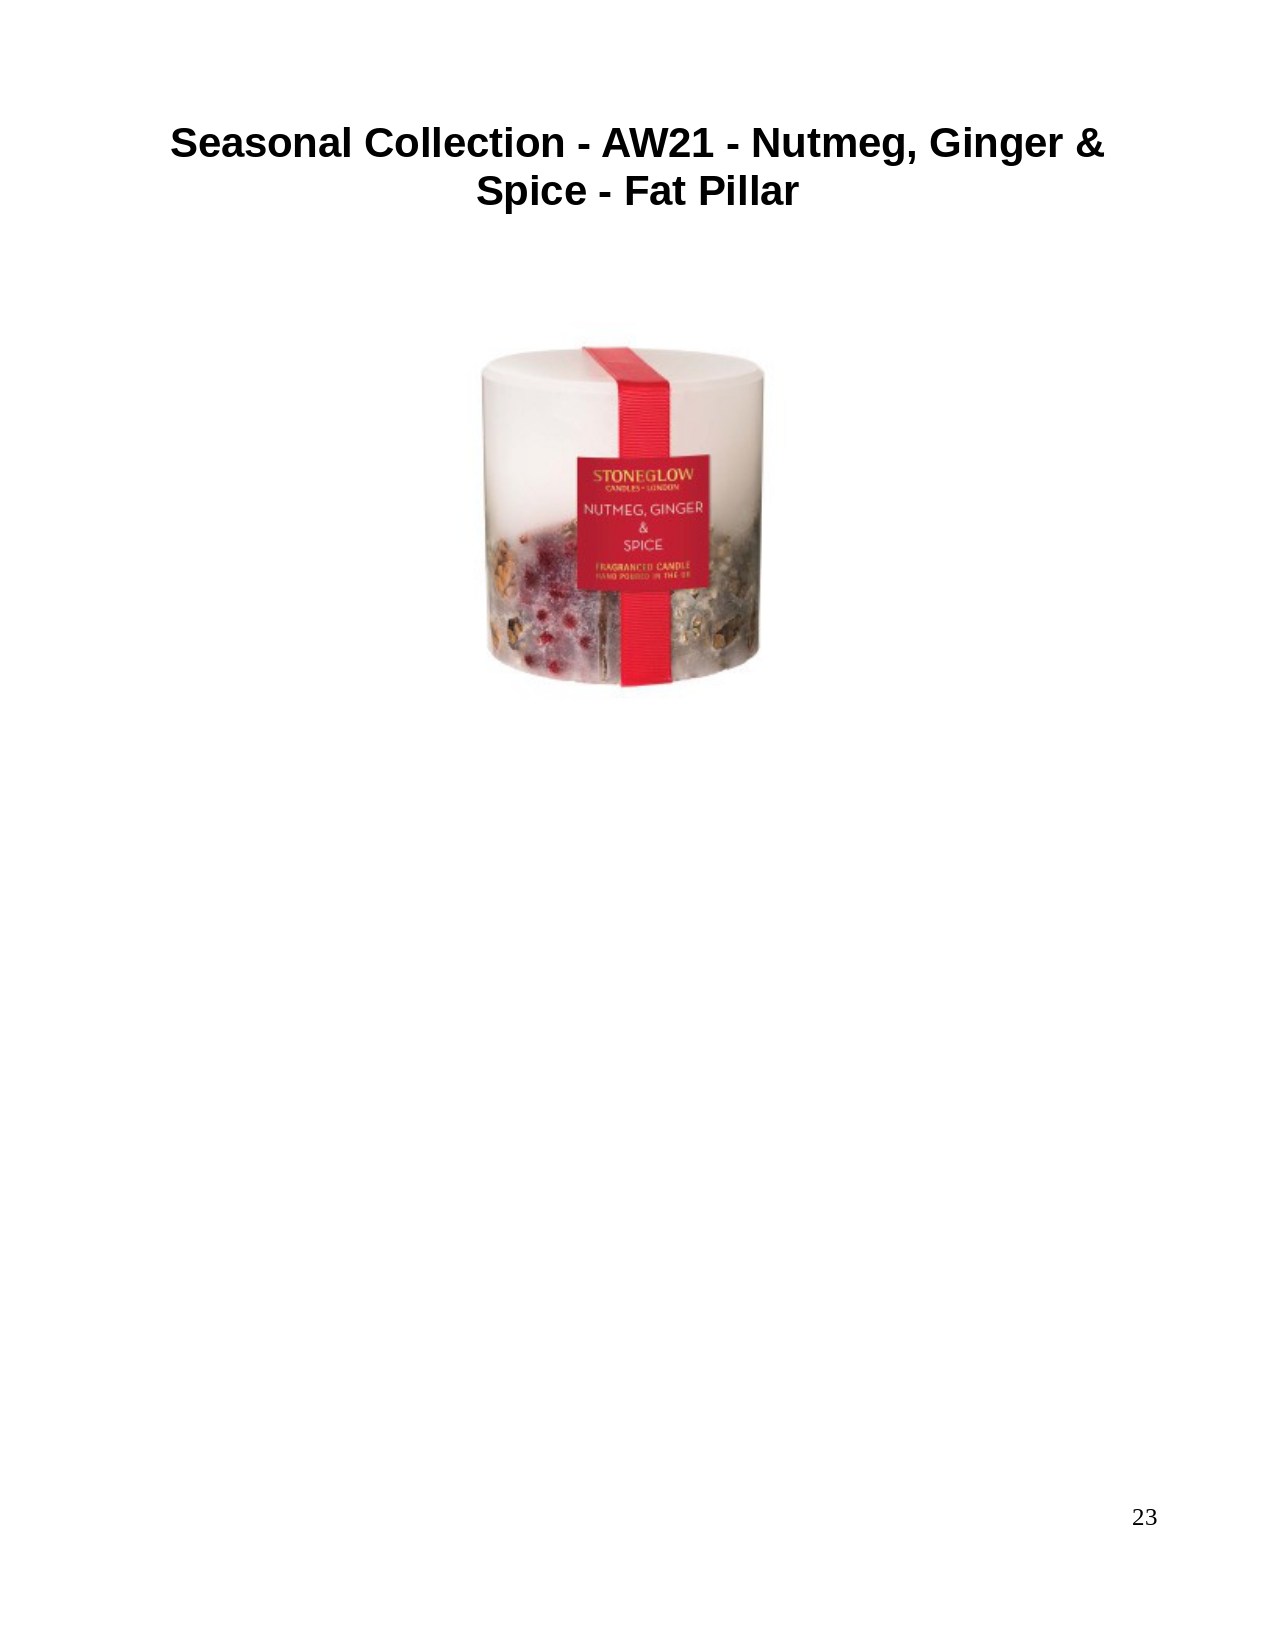 Seasonal Collection - AW21 - Nutmeg, Ginger &
Spice - Fat Pillar
STONEGLOW
CANDLES • LONDON
NUTMEG, GINGER
&
SPICE
FRAGRANCED CANDLE
HAND POURED IN THE UK
23